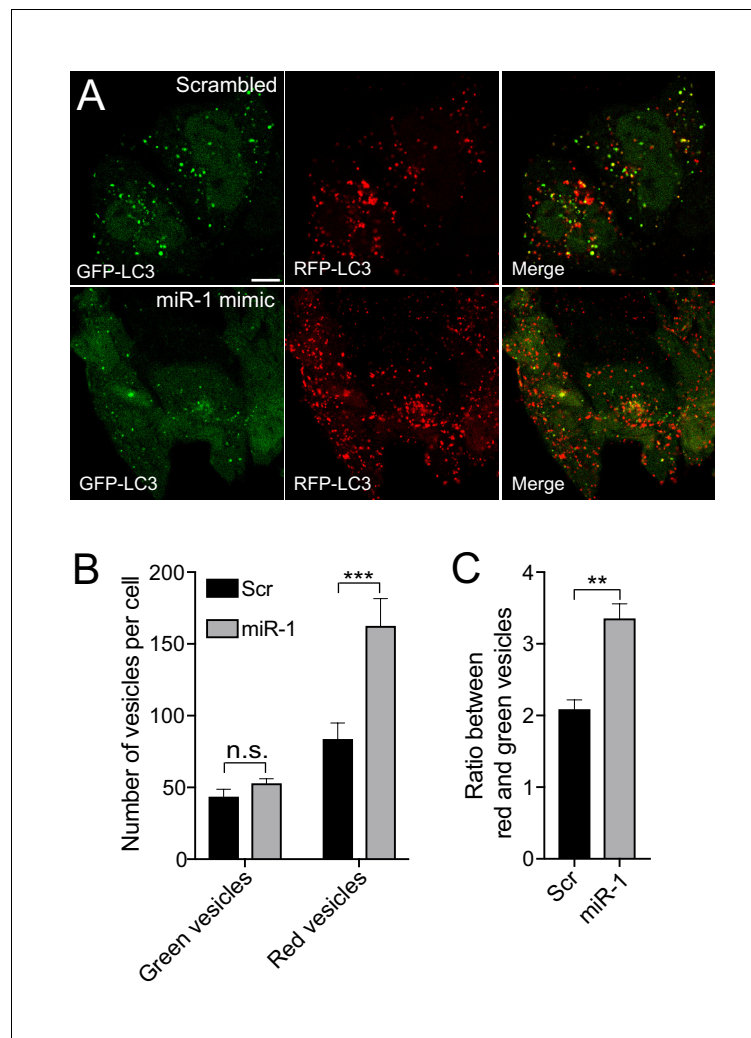 A
Scrambled
GFP-LC3
RFP-LC3
Merge
miR-1 mimic
GFP-LC3
RFP-LC3
Merge
B
Number of vesicles per cell
200
150
100
50
0
Scr
miR-1
n.s.
***
Green vesicles
Red vesicles
C
Ratio between
red and green vesicles
4
3
2
1
0
**
Scr
miR-1